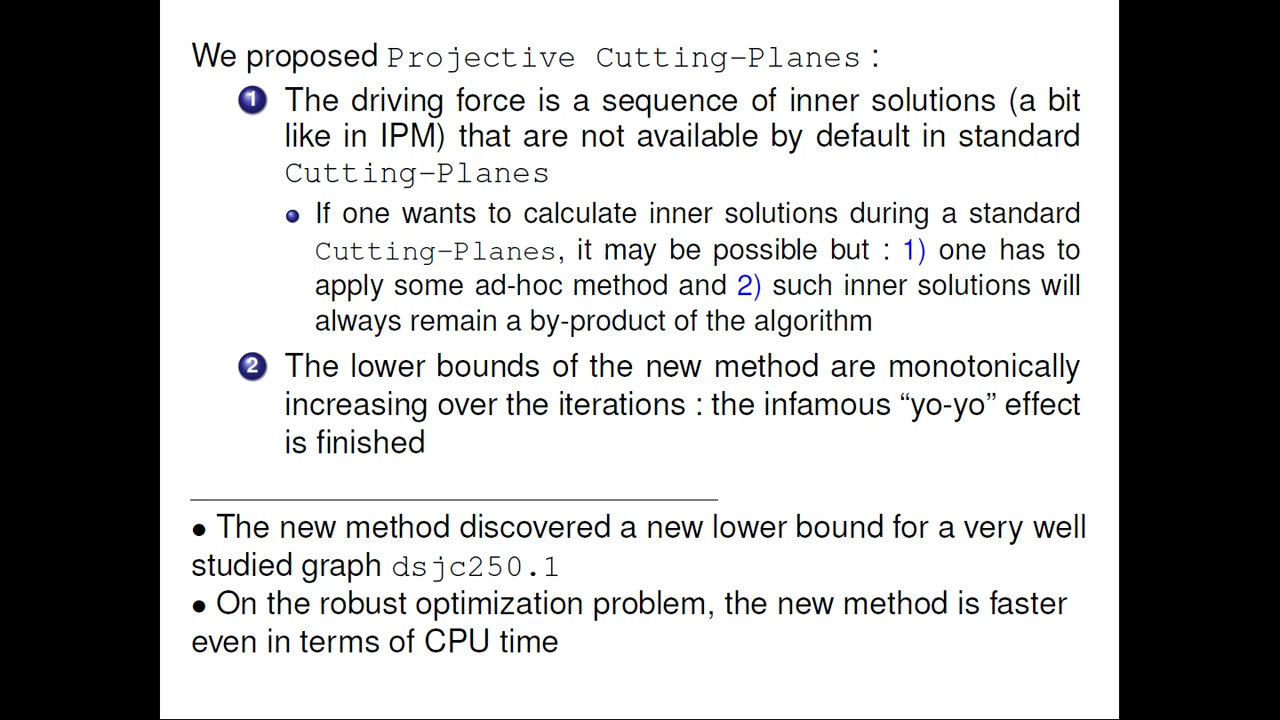 We proposed Projective Cutting-Planes :
1 The driving force is a sequence of inner solutions (a bit
like in IPM) that are not available by default in standard
Cutting-Planes
• If one wants to calculate inner solutions during a standard
Cutting-Planes, it may be possible but : 1) one has to
apply some ad-hoc method and 2) such inner solutions will
always remain a by-product of the algorithm
2 The lower bounds of the new method are monotonically
increasing over the iterations : the infamous “yo-yo” effect
is finished
• The new method discovered a new lower bound for a very well
studied graph dsjc250.1
• On the robust optimization problem, the new method is faster
even in terms of CPU time